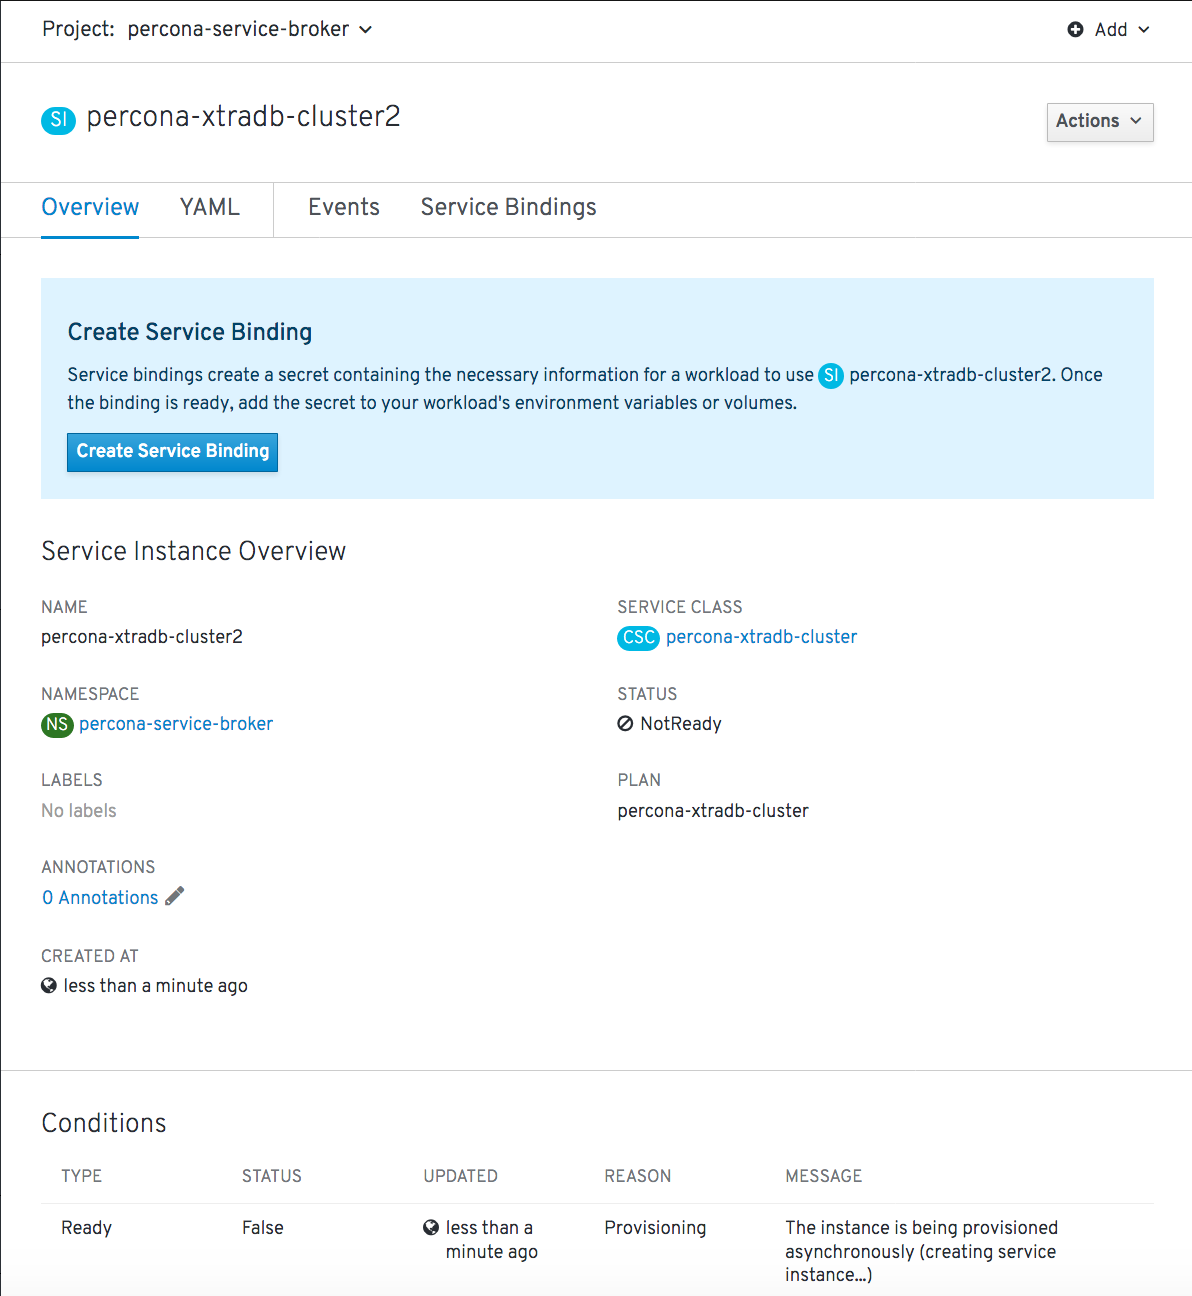 Project: percona-service-broker
Add
SI percona-xtradb-cluster2
Actions
Overview YAML Events Service Bindings
Create Service Binding
Service bindings create a secret containing the necessary information for a workload to use SI percona-xtradb-cluster2. Once
the binding is ready, add the secret to your workload's environment variables or volumes.
Create Service Binding
Service Instance Overview
NAME
percona-xtradb-cluster2
SERVICE CLASS
CSC percona-xtradb-cluster
NAMESPACE
NS percona-service-broker
STATUS
NotReady
LABELS
No labels
PLAN
percona-xtradb-cluster
ANNOTATIONS
0 Annotations
CREATED AT
less than a minute ago
Conditions
TYPE STATUS UPDATED REASON MESSAGE
Ready False less than a Provisioning The instance is being provisioned
minute ago asynchronously (creating service
instance...)